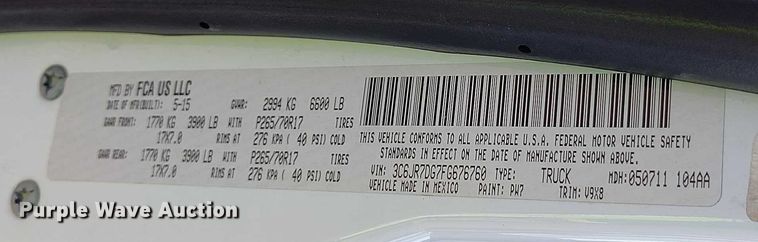 MFD BY FCA US LLC
DATE OF MFD(BUILT): 5-15 GVWR: 2994 KG 6600 LB
GAWR FRONT: 1770 KG 3900 LB WITH P265/70R17 TIRES
17X7.0 RIMS AT 276 KPA ( 40 PSI) COLD
GAWR REAR: 1770 KG 3900 LB WITH P265/70R17 TIRES
17X7.0 RIMS AT 276 KPA ( 40 PSI) COLD
THIS VEHICLE CONFORMS TO ALL APPLICABLE U.S.A. FEDERAL MOTOR VEHICLE SAFETY
STANDARDS IN EFFECT ON THE DATE OF MANUFACTURE SHOWN ABOVE.
VIN: 3C6JR7DG7FG676760 TYPE: TRUCK MDH: 050711 104AA
VEHICLE MADE IN MEXICO PAINT: PW7 TRIM: V9X8
Purple Wave Auction